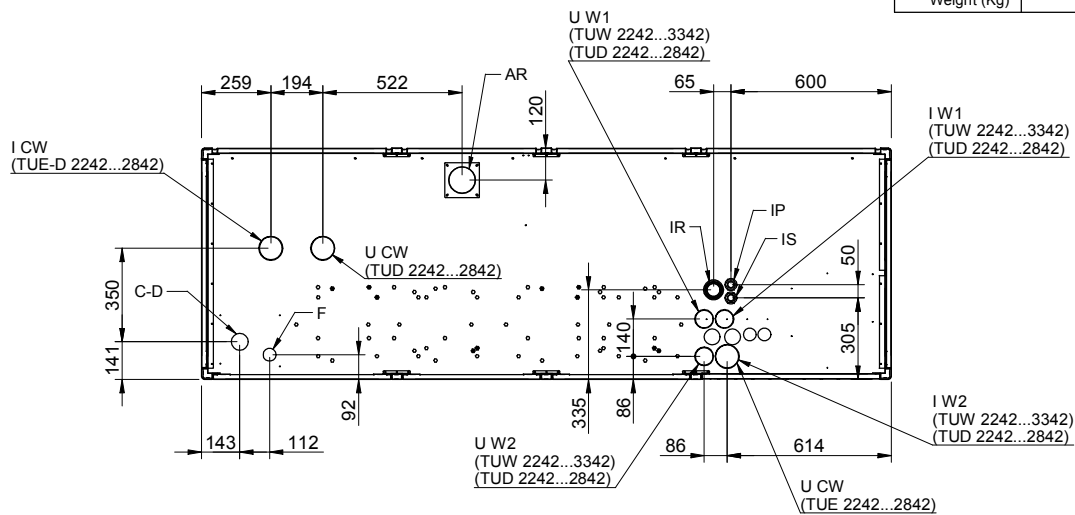 Weight (Kg)
U W1
(TUW 2242...3342)
(TUD 2242...2842)
259
194
522
AR
120
65
600
I W1
(TUW 2242...3342)
(TUD 2242...2842)
I CW
(TUE-D 2242...2842)
IP
IR
IS
50
U CW
(TUD 2242...2842)
350
C-D
F
140
305
141
92
335
86
143
112
I W2
(TUW 2242...3342)
(TUD 2242...2842)
U W2
(TUW 2242...3342)
(TUD 2242...2842)
86
614
U CW
(TUE 2242...2842)